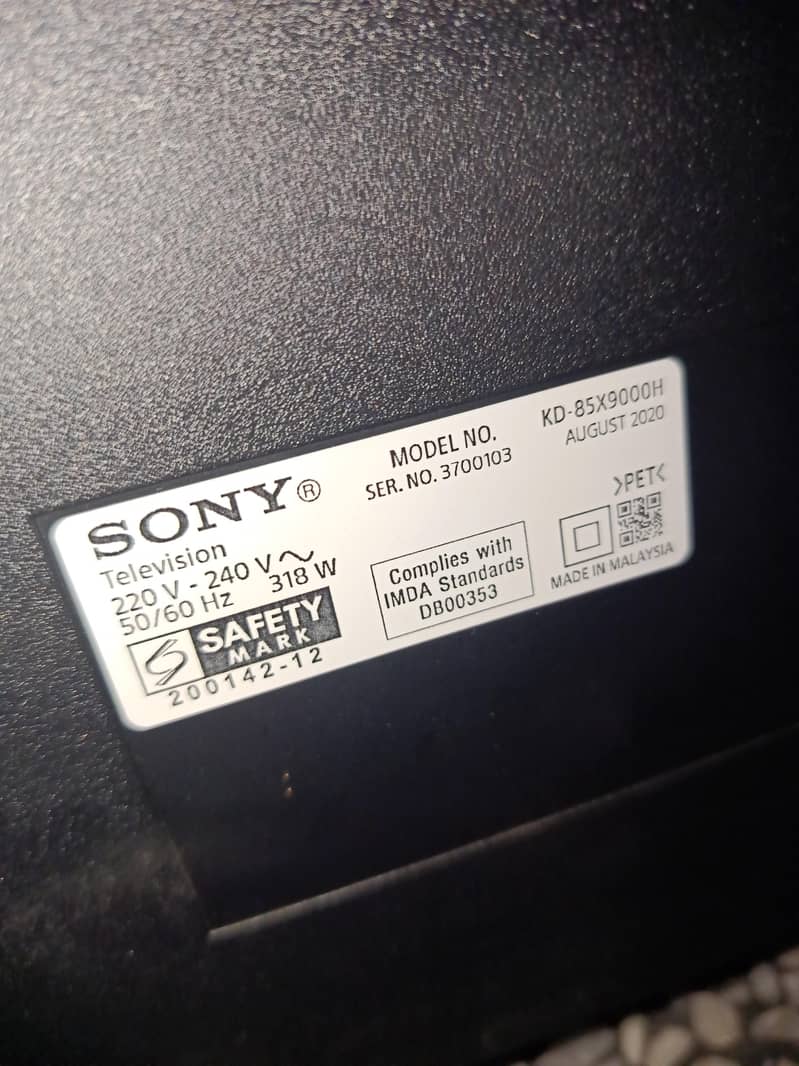 SONY®
Television
220 V - 240 V ~
50/60 Hz 318 W
SAFETY
MARK
200142-12
MODEL NO. KD-85X9000H
SER. NO. 3700103 AUGUST 2020
Complies with
IMDA Standards
DB00353
>PET<
MADE IN MALAYSIA